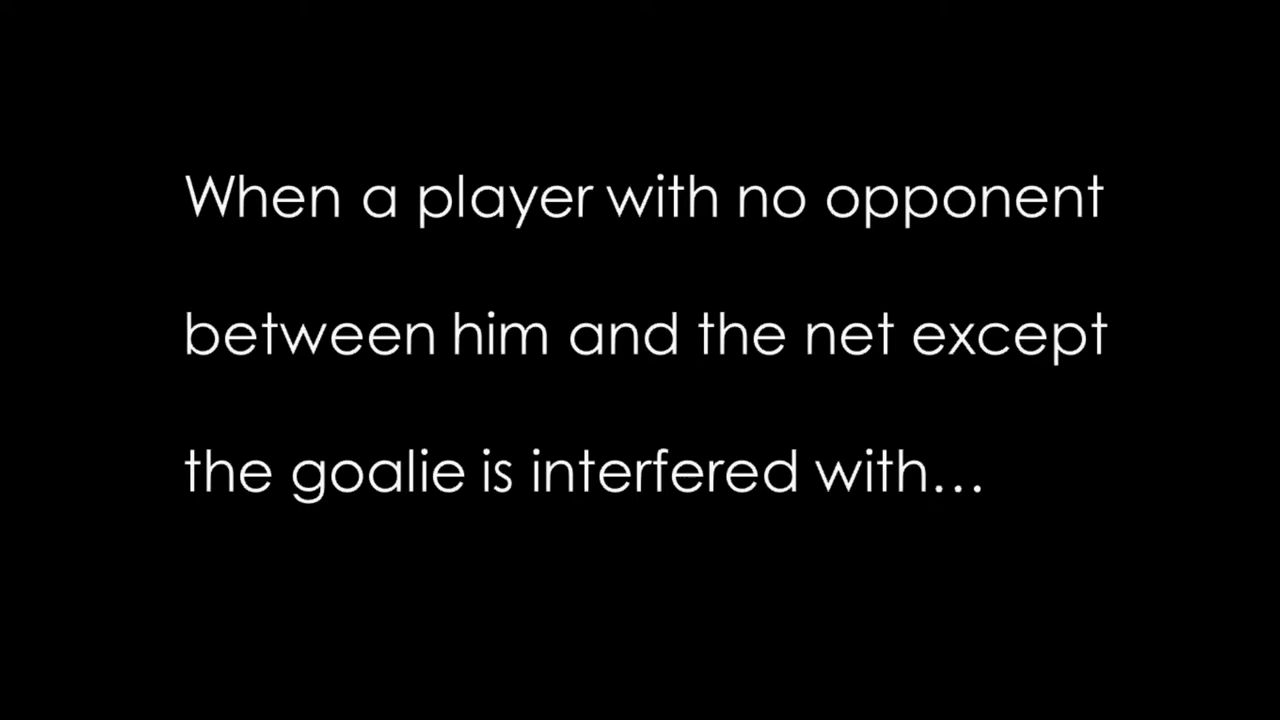 When a player with no opponent
between him and the net except
the goalie is interfered with…